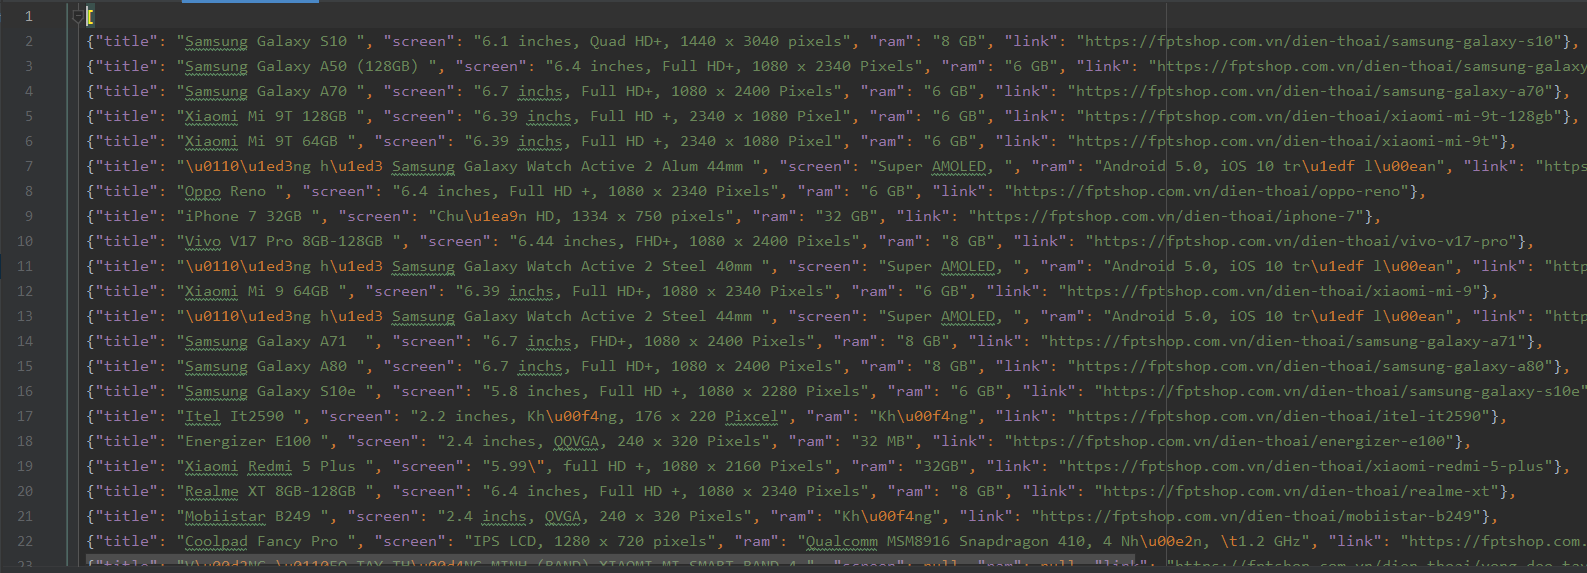 1 [
2 {"title": "Samsung Galaxy S10 ", "screen": "6.1 inches, Quad HD+, 1440 x 3040 pixels", "ram": "8 GB", "link": "https://fptshop.com.vn/dien-thoai/samsung-galaxy-s10"},
3 {"title": "Samsung Galaxy A50 (128GB) ", "screen": "6.4 inches, Full HD+, 1080 x 2340 Pixels", "ram": "6 GB", "link": "https://fptshop.com.vn/dien-thoai/samsung-galaxy
4 {"title": "Samsung Galaxy A70 ", "screen": "6.7 inchs, Full HD+, 1080 x 2400 Pixels", "ram": "6 GB", "link": "https://fptshop.com.vn/dien-thoai/samsung-galaxy-a70"},
5 {"title": "Xiaomi Mi 9T 128GB ", "screen": "6.39 inchs, Full HD +, 2340 x 1080 Pixel", "ram": "6 GB", "link": "https://fptshop.com.vn/dien-thoai/xiaomi-mi-9t-128gb"},
6 {"title": "Xiaomi Mi 9T 64GB ", "screen": "6.39 inchs, Full HD +, 2340 x 1080 Pixel", "ram": "6 GB", "link": "https://fptshop.com.vn/dien-thoai/xiaomi-mi-9t"},
7 {"title": "\u0110\u1ed3ng h\u1ed3 Samsung Galaxy Watch Active 2 Alum 44mm ", "screen": "Super AMOLED, ", "ram": "Android 5.0, iOS 10 tr\u1edf l\u00ean", "link": "https
8 {"title": "Oppo Reno ", "screen": "6.4 inches, Full HD +, 1080 x 2340 Pixels", "ram": "6 GB", "link": "https://fptshop.com.vn/dien-thoai/oppo-reno"},
9 {"title": "iPhone 7 32GB ", "screen": "Chu\u1ea9n HD, 1334 x 750 pixels", "ram": "32 GB", "link": "https://fptshop.com.vn/dien-thoai/iphone-7"},
10 {"title": "Vivo V17 Pro 8GB-128GB ", "screen": "6.44 inches, FHD+, 1080 x 2400 Pixels", "ram": "8 GB", "link": "https://fptshop.com.vn/dien-thoai/vivo-v17-pro"},
11 {"title": "\u0110\u1ed3ng h\u1ed3 Samsung Galaxy Watch Active 2 Steel 40mm ", "screen": "Super AMOLED, ", "ram": "Android 5.0, iOS 10 tr\u1edf l\u00ean", "link": "http
12 {"title": "Xiaomi Mi 9 64GB ", "screen": "6.39 inchs, Full HD+, 1080 x 2340 Pixels", "ram": "6 GB", "link": "https://fptshop.com.vn/dien-thoai/xiaomi-mi-9"},
13 {"title": "\u0110\u1ed3ng h\u1ed3 Samsung Galaxy Watch Active 2 Steel 44mm ", "screen": "Super AMOLED, ", "ram": "Android 5.0, iOS 10 tr\u1edf l\u00ean", "link": "http
14 {"title": "Samsung Galaxy A71  ", "screen": "6.7 inchs, FHD+, 1080 x 2400 Pixels", "ram": "8 GB", "link": "https://fptshop.com.vn/dien-thoai/samsung-galaxy-a71"},
15 {"title": "Samsung Galaxy A80 ", "screen": "6.7 inchs, Full HD+, 1080 x 2400 Pixels", "ram": "8 GB", "link": "https://fptshop.com.vn/dien-thoai/samsung-galaxy-a80"},
16 {"title": "Samsung Galaxy S10e ", "screen": "5.8 inches, Full HD +, 1080 x 2280 Pixels", "ram": "6 GB", "link": "https://fptshop.com.vn/dien-thoai/samsung-galaxy-s10e"
17 {"title": "Itel It2590 ", "screen": "2.2 inches, Kh\u00f4ng, 176 x 220 Pixcel", "ram": "Kh\u00f4ng", "link": "https://fptshop.com.vn/dien-thoai/itel-it2590"},
18 {"title": "Energizer E100 ", "screen": "2.4 inches, QQVGA, 240 x 320 Pixels", "ram": "32 MB", "link": "https://fptshop.com.vn/dien-thoai/energizer-e100"},
19 {"title": "Xiaomi Redmi 5 Plus ", "screen": "5.99\", full HD +, 1080 x 2160 Pixels", "ram": "32GB", "link": "https://fptshop.com.vn/dien-thoai/xiaomi-redmi-5-plus"},
20 {"title": "Realme XT 8GB-128GB ", "screen": "6.4 inches, Full HD +, 1080 x 2340 Pixels", "ram": "8 GB", "link": "https://fptshop.com.vn/dien-thoai/realme-xt"},
21 {"title": "Mobiistar B249 ", "screen": "2.4 inchs, QVGA, 240 x 320 Pixels", "ram": "Kh\u00f4ng", "link": "https://fptshop.com.vn/dien-thoai/mobiistar-b249"},
22 {"title": "Coolpad Fancy Pro ", "screen": "IPS LCD, 1280 x 720 pixels", "ram": "Qualcomm MSM8916 Snapdragon 410, 4 Nh\u00e2n, \t1.2 GHz", "link": "https://fptshop.com